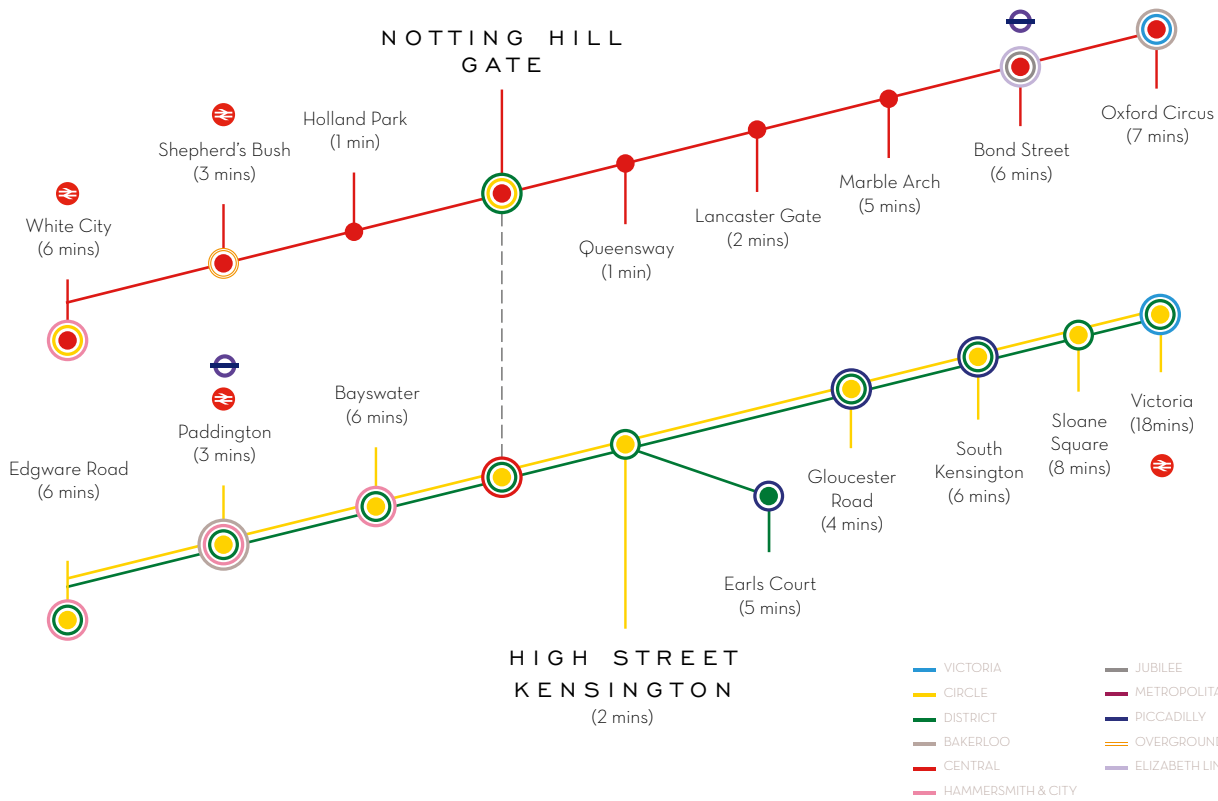 NOTTING HILL
GATE
Oxford Circus
(7 mins)
Holland Park
(1 min)
Shepherd's Bush
(3 mins)
Bond Street
(6 mins)
Marble Arch
(5 mins)
White City
(6 mins)
Lancaster Gate
(2 mins)
Queensway
(1 min)
Bayswater
(6 mins)
Victoria
(18mins)
Paddington
(3 mins)
Sloane
Square
(8 mins)
South
Kensington
(6 mins)
Edgware Road
(6 mins)
Gloucester
Road
(4 mins)
Earls Court
(5 mins)
HIGH STREET
KENSINGTON
(2 mins)
VICTORIA
CIRCLE
DISTRICT
BAKERLOO
CENTRAL
HAMMERSMITH & CITY
JUBILEE
METROPOLITA
PICCADILLY
OVERGROUND
ELIZABETH LIN